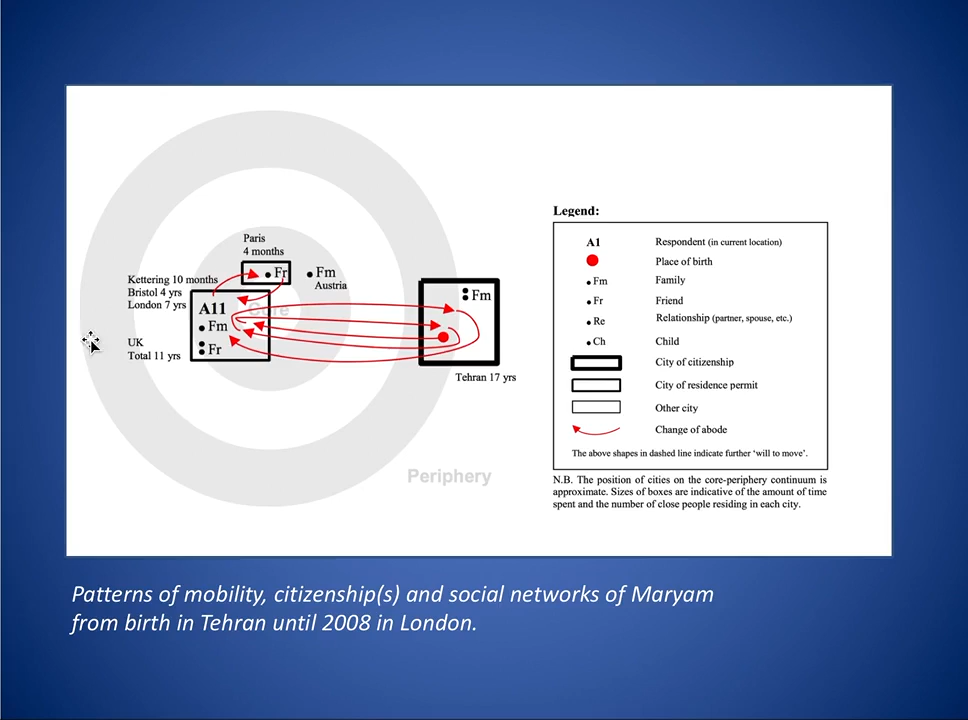 Paris
4 months
Fr
Fm
Austria
Kettering 10 months
Bristol 4 yrs
London 7 yrs
A11
Core
Fm
Fr
UK
Total 11 yrs
Fm
Tehran 17 yrs
Periphery
Legend:
A1 Respondent (in current location)
Place of birth
Fm Family
Fr Friend
Re Relationship (partner, spouse, etc.)
Ch Child
City of citizenship
City of residence permit
Other city
Change of abode
The above shapes in dashed line indicate further ‘will to move’.
N.B. The position of cities on the core-periphery continuum is
approximate. Sizes of boxes are indicative of the amount of time
spent and the number of close people residing in each city.
Patterns of mobility, citizenship(s) and social networks of Maryam
from birth in Tehran until 2008 in London.